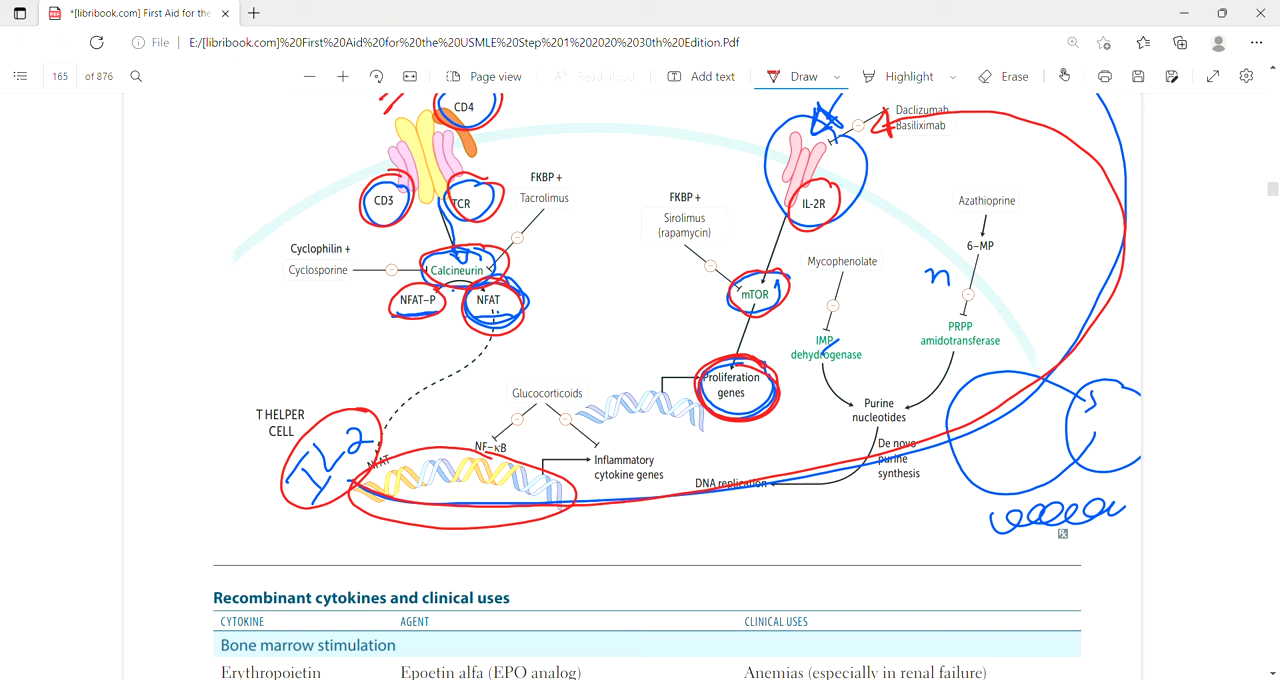 *[libribook.com] First Aid for the
File
E:/[libribook.com]%20First%20Aid%20for%20the%20USMLE%20Step%201%202020%2030th%20Edition.Pdf
165 of 876
Page view
Read aloud
Add text
Draw
Highlight
Erase
CD4
Daclizumab
Basiliximab
CD3
TCR
FKBP +
Tacrolimus
FKBP +
Sirolimus
(rapamycin)
IL-2R
Azathioprine
6–MP
Cyclophilin +
Cyclosporine
Calcineurin
Mycophenolate
n
NFAT–P
NFAT
mTOR
IMP
dehydrogenase
PRPP
amidotransferase
Proliferation
genes
Glucocorticoids
Purine
nucleotides
T HELPER
CELL
IL2
NFAT
NF–κB
Inflammatory
cytokine genes
De novo
purine
synthesis
DNA replication
Rx
Recombinant cytokines and clinical uses
CYTOKINE AGENT CLINICAL USES
Bone marrow stimulation
Erythropoietin Epoetin alfa (EPO analog) Anemias (especially in renal failure)